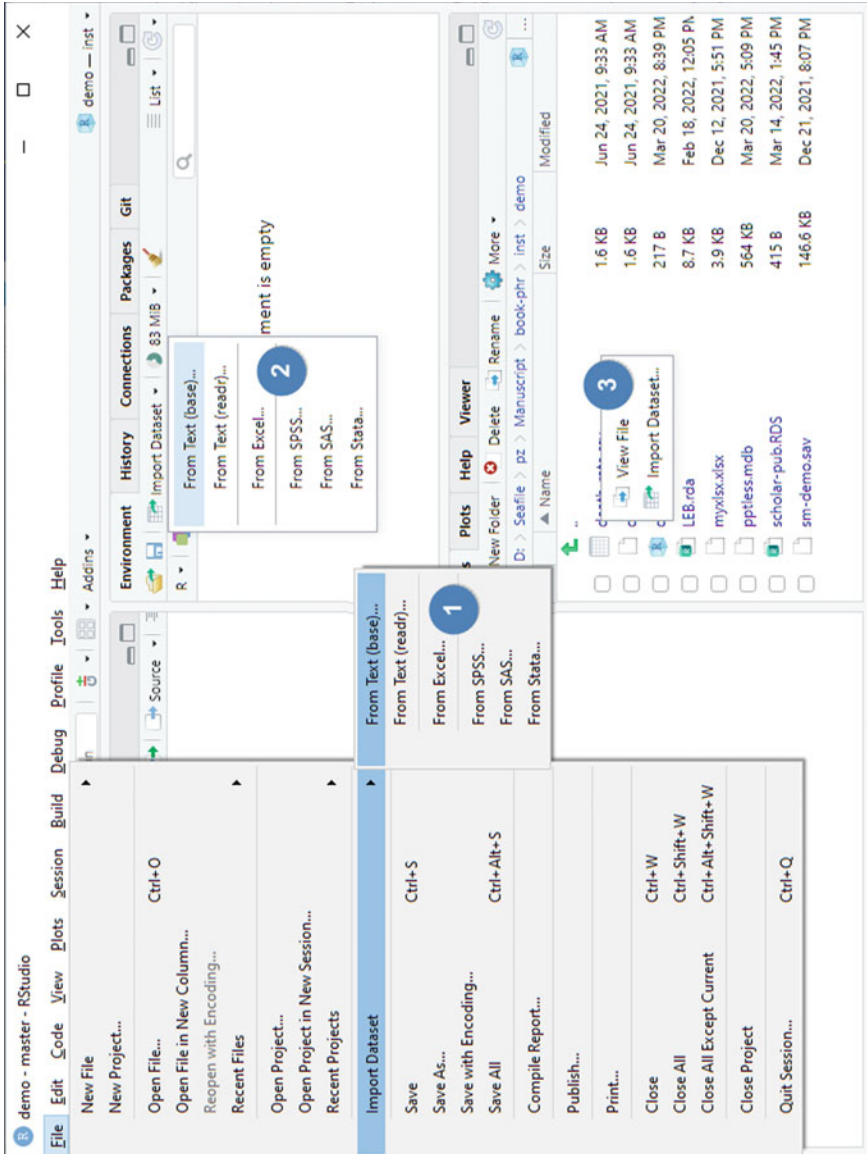 demo - master - RStudio
File Edit Code View Plots Session Build Debug Profile Tools Help
Addins
demo — inst
New File
New Project...
Open File... Ctrl+O
Open File in New Column...
Reopen with Encoding...
Recent Files
Open Project...
Open Project in New Session...
Recent Projects
Import Dataset
Save Ctrl+S
Save As...
Save with Encoding...
Save All Ctrl+Alt+S
Compile Report...
Publish...
Print...
Close Ctrl+W
Close All Ctrl+Shift+W
Close All Except Current Ctrl+Alt+Shift+W
Close Project
Quit Session... Ctrl+Q
Source
From Text (base)...
From Text (readr)...
From Excel...
From SPSS...
From SAS...
From Stata...
1
Environment History Connections Packages Git
Import Dataset 83 MiB List
R
From Text (base)...
From Text (readr)...
From Excel...
From SPSS...
From SAS...
From Stata...
2
ment is empty
s Plots Help Viewer
New Folder Delete Rename More
D: > Seafile > pz > Manuscript > book-phr > inst > demo
Name Size Modified
..
1.6 KB Jun 24, 2021, 9:33 AM
1.6 KB Jun 24, 2021, 9:33 AM
217 B Mar 20, 2022, 8:39 PM
LEB.rda 8.7 KB Feb 18, 2022, 12:05 PM
myxlsx.xlsx 3.9 KB Dec 12, 2021, 5:51 PM
pptless.mdb 564 KB Mar 20, 2022, 5:09 PM
scholar-pub.RDS 415 B Mar 14, 2022, 1:45 PM
sm-demo.sav 146.6 KB Dec 21, 2021, 8:07 PM
View File
Import Dataset...
3